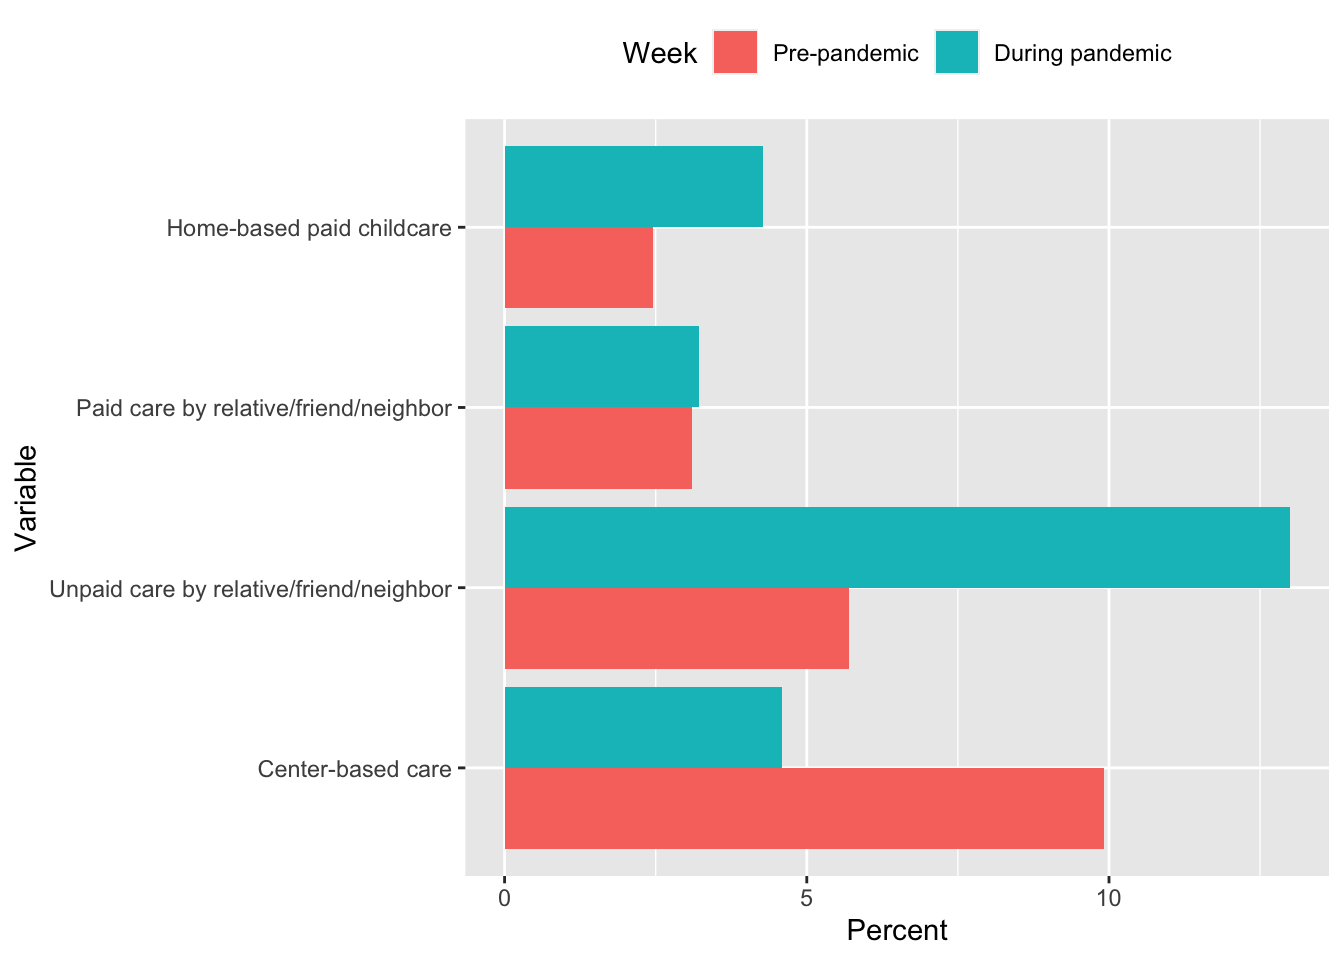 Week Pre-pandemic During pandemic
Home-based paid childcare
Paid care by relative/friend/neighbor
Variable
Unpaid care by relative/friend/neighbor
Center-based care
0 5 10
Percent